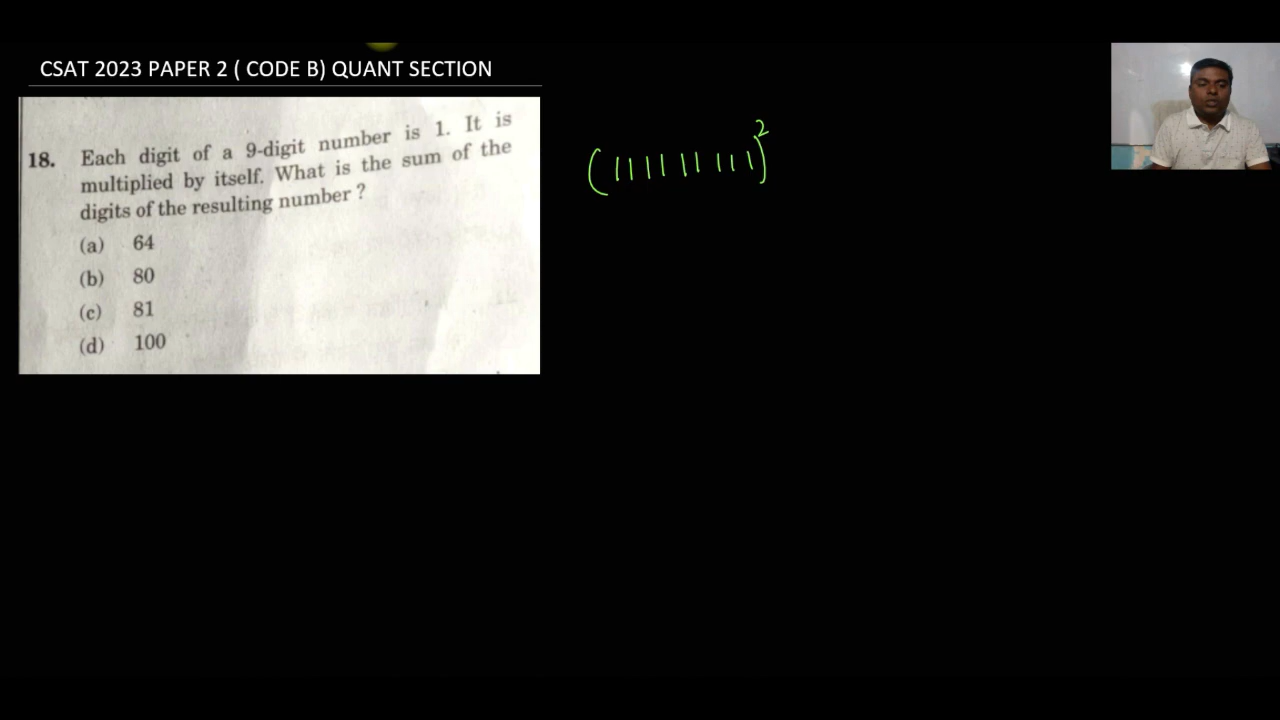 CSAT 2023 PAPER 2 ( CODE B) QUANT SECTION
18. Each digit of a 9-digit number is 1. It is
multiplied by itself. What is the sum of the
digits of the resulting number ?
(a) 64
(b) 80
(c) 81
(d) 100
(111111111)²